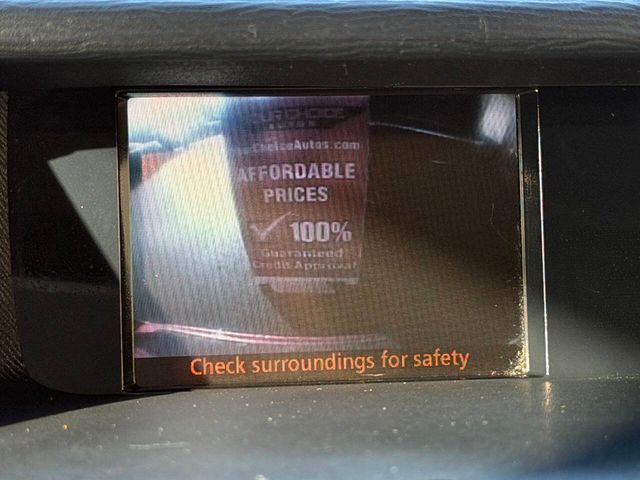 ChoiceAutos.com
AFFORDABLE
PRICES
100%
Guaranteed
Credit Approval
Check surroundings for safety